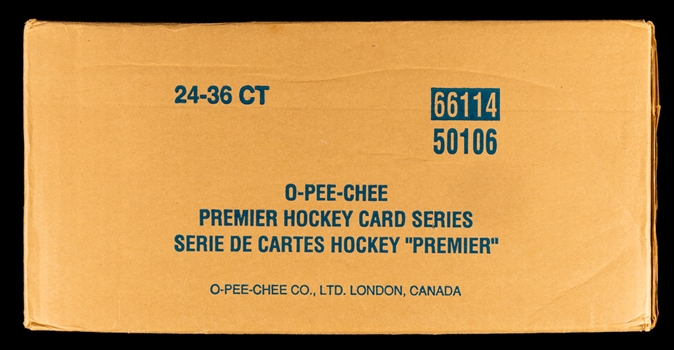 24-36 CT
66114
50106
O-PEE-CHEE
PREMIER HOCKEY CARD SERIES
SERIE DE CARTES HOCKEY "PREMIER"
O-PEE-CHEE CO., LTD. LONDON, CANADA